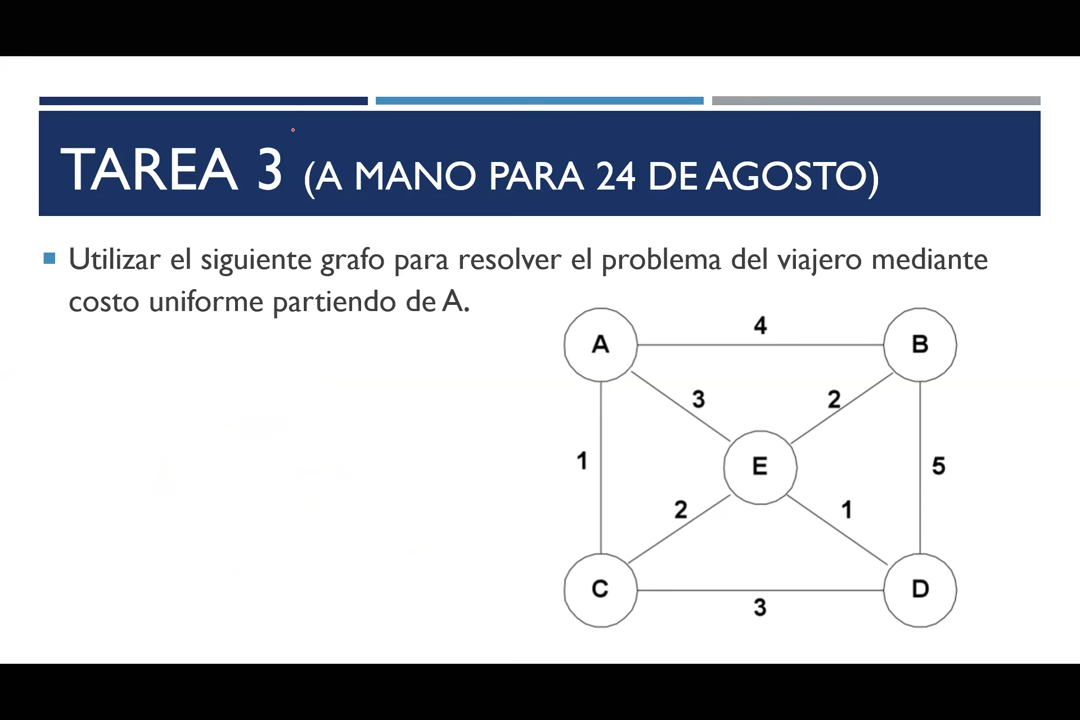 TAREA 3 (A MANO PARA 24 DE AGOSTO)
Utilizar el siguiente grafo para resolver el problema del viajero mediante
costo uniforme partiendo de A.
4
A
B
3
2
1
E
5
2
1
C
D
3